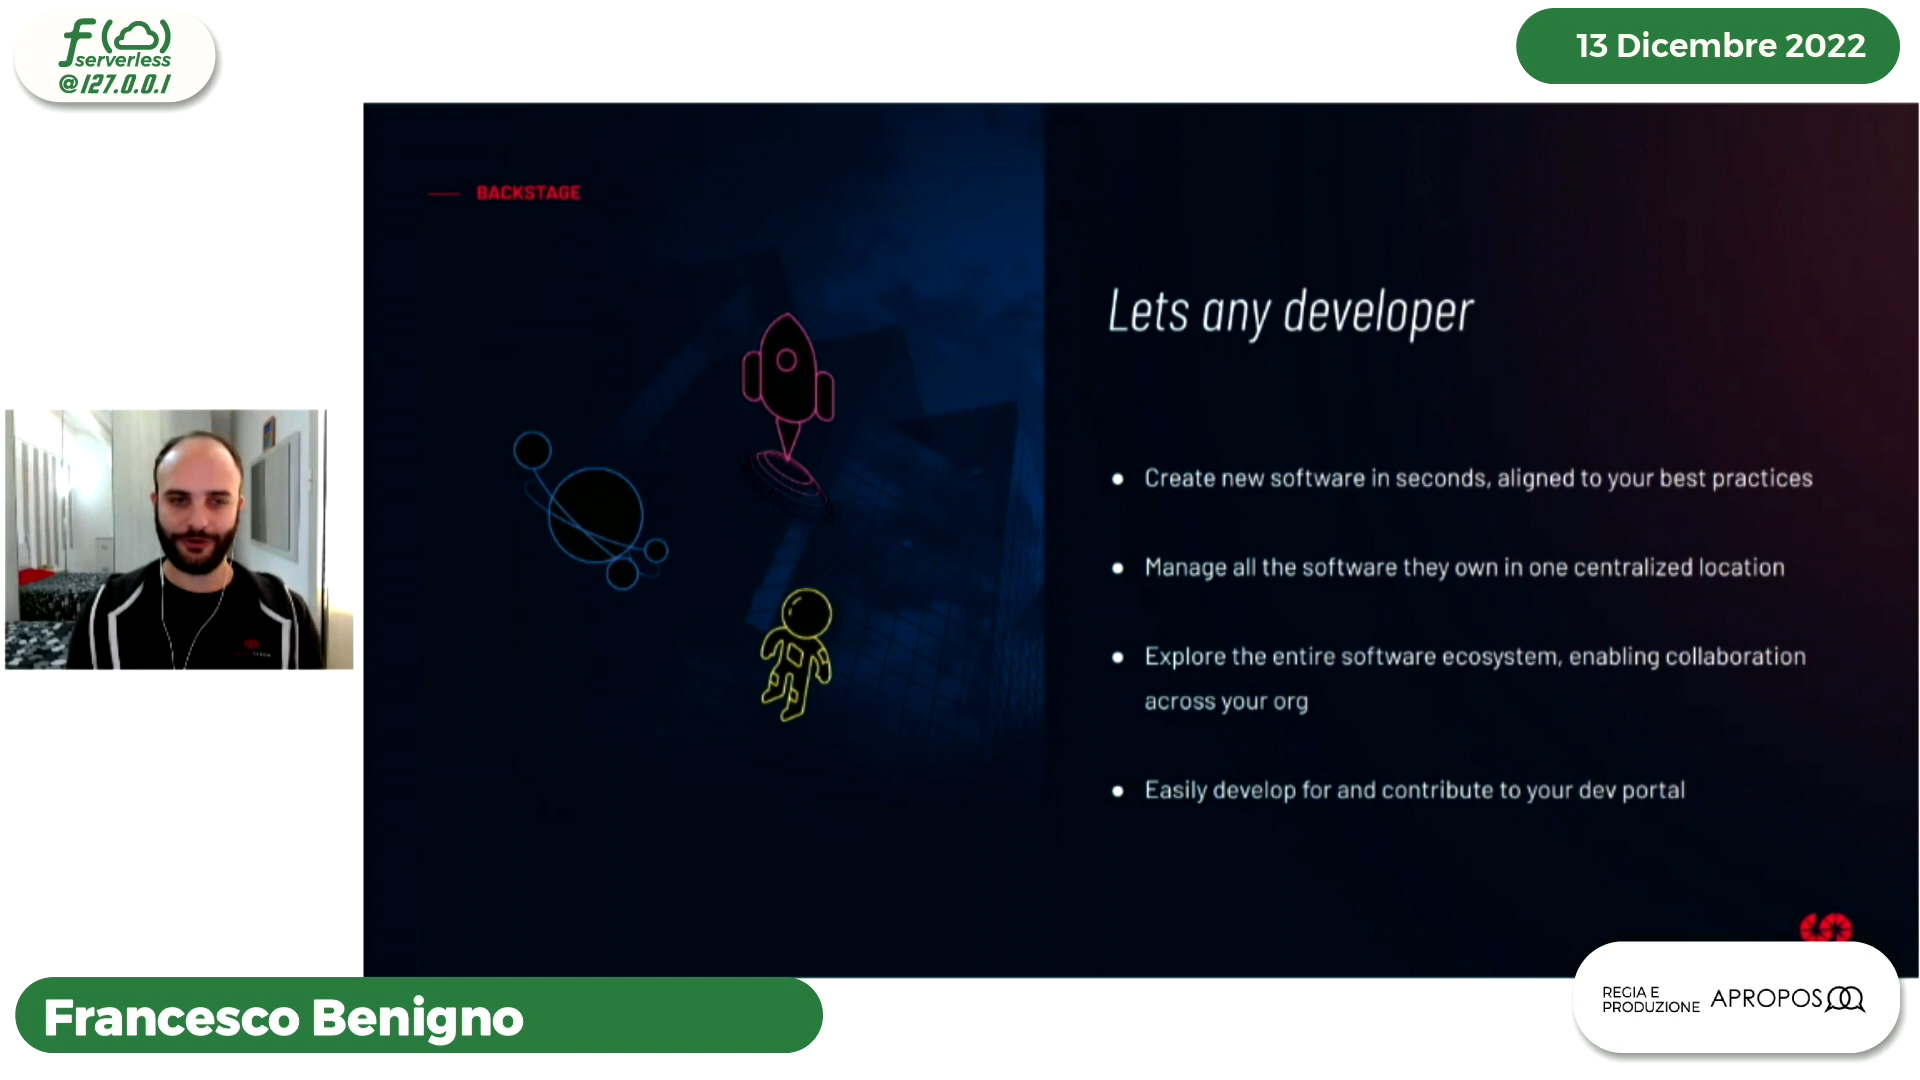 f()
serverless
@127.0.0.1
13 Dicembre 2022
BACKSTAGE
Lets any developer
● Create new software in seconds, aligned to your best practices
● Manage all the software they own in one centralized location
● Explore the entire software ecosystem, enabling collaboration
across your org
● Easily develop for and contribute to your dev portal
Francesco Benigno
REGIA E
PRODUZIONE
APROPOS